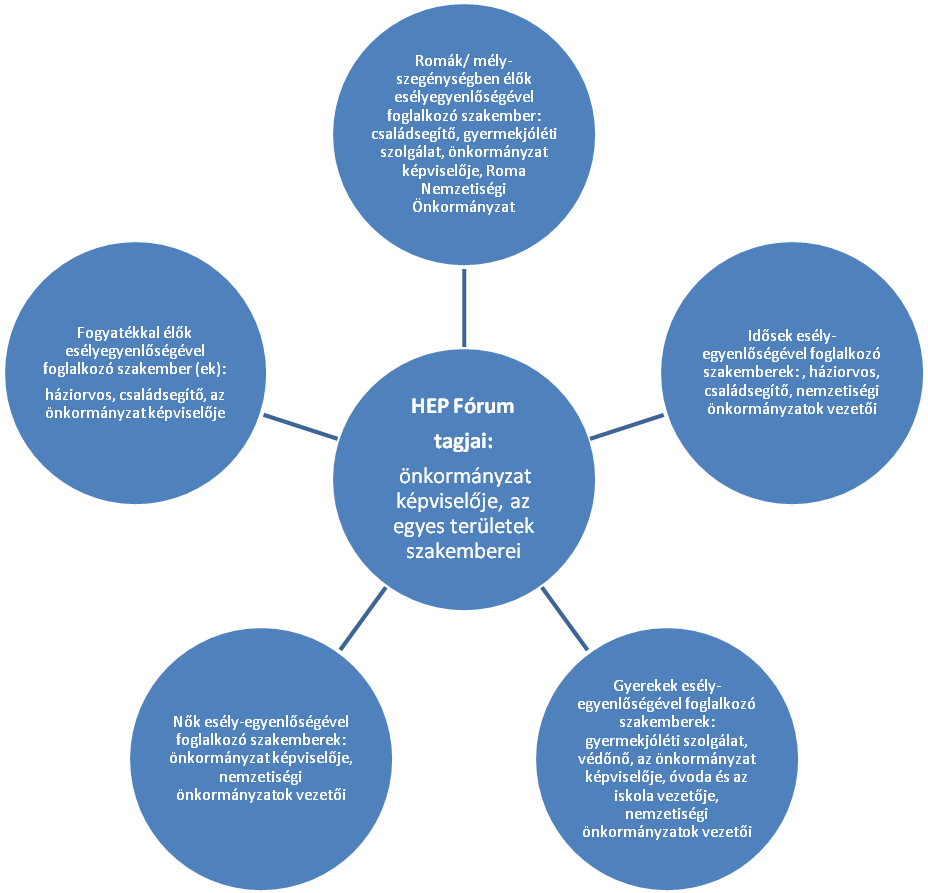 Romák/ mély-
szegénységben élők
esélyegyenlőségével
foglalkozó szakember:
családsegítő, gyermekjóléti
szolgálat, önkormányzat
képviselője, Roma
Nemzetiségi
Önkormányzat
Fogyatékkal élők
esélyegyenlőségével
foglalkozó szakember (ek):
háziorvos, családsegítő, az
önkormányzat képviselője
Idősek esély-
egyenlőségével foglalkozó
szakemberek: , háziorvos,
családsegítő, nemzetiségi
önkormányzatok vezetői
HEP Fórum
tagjai:
önkormányzat
képviselője, az
egyes területek
szakemberei
Nők esély-egyenlőségével
foglalkozó szakemberek:
önkormányzat képviselője,
nemzetiségi
önkormányzatok vezetői
Gyerekek esély-
egyenlőségével foglalkozó
szakemberek:
gyermekjóléti szolgálat,
védőnő, az önkormányzat
képviselője, óvoda és az
iskola vezetője,
nemzetiségi
önkormányzatok vezetői